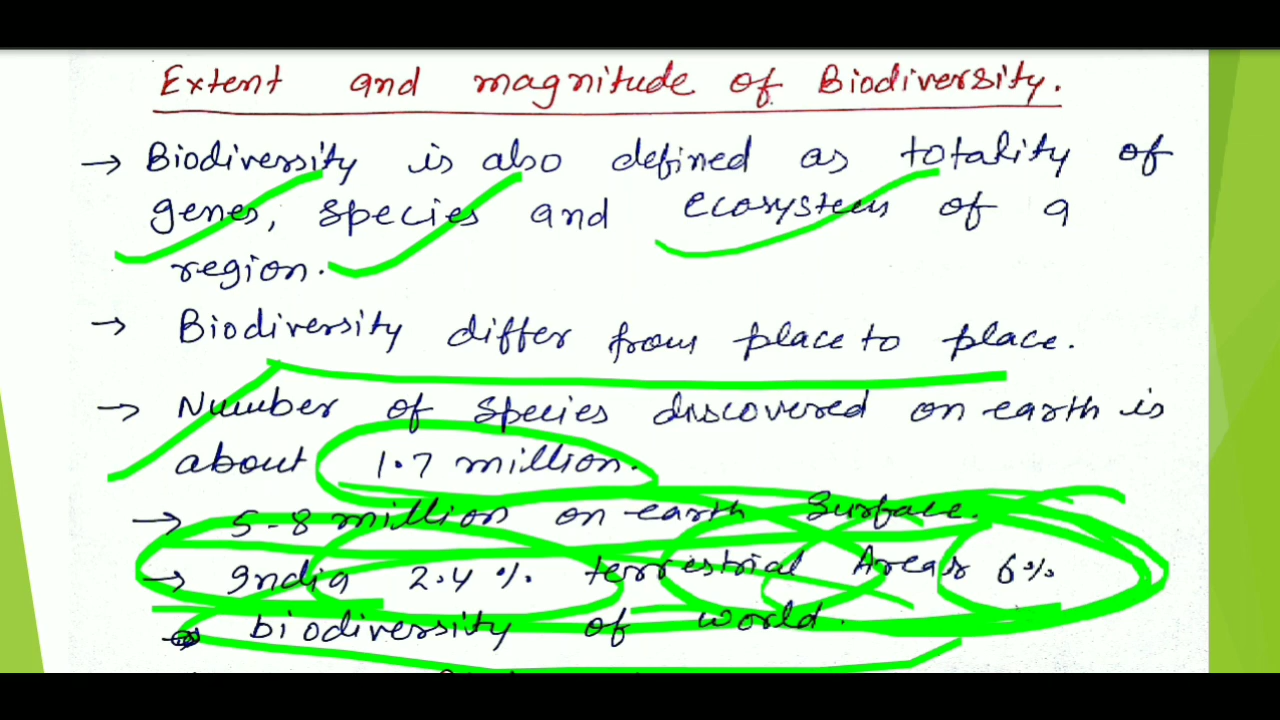 Extent and magnitude of Biodiversity.
→ Biodiversity is also defined as totality of
genes, species and ecosystem of a
region.
→ Biodiversity differ from place to place.
→ Number of species discovered on earth is
about 1.7 million.
→ 5-8 million on earth surface.
→ India 2.4 % terrestrial Areas 6%
biodiversity of world.